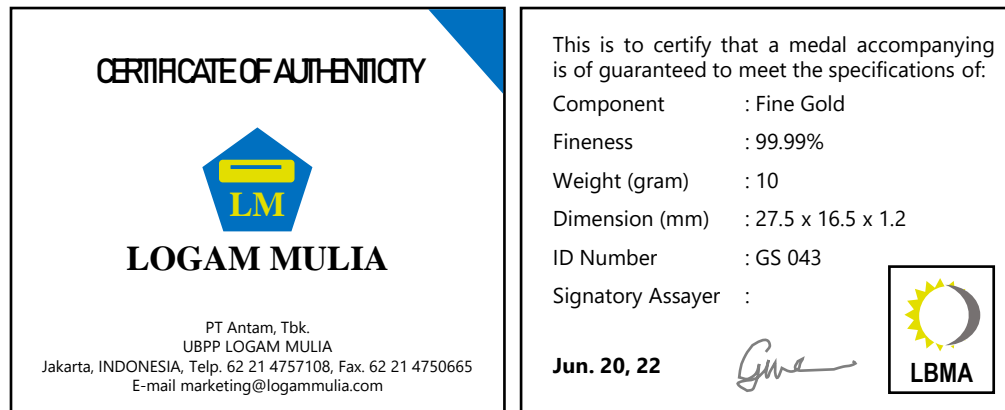 CERTIFICATE OF AUTHENTICITY
LM
LOGAM MULIA
PT Antam, Tbk.
UBPP LOGAM MULIA
Jakarta, INDONESIA, Telp. 62 21 4757108, Fax. 62 21 4750665
E-mail marketing@logammulia.com
This is to certify that a medal accompanying
is of guaranteed to meet the specifications of:
Component : Fine Gold
Fineness : 99.99%
Weight (gram) : 10
Dimension (mm) : 27.5 x 16.5 x 1.2
ID Number : GS 043
Signatory Assayer :
Jun. 20, 22
LBMA